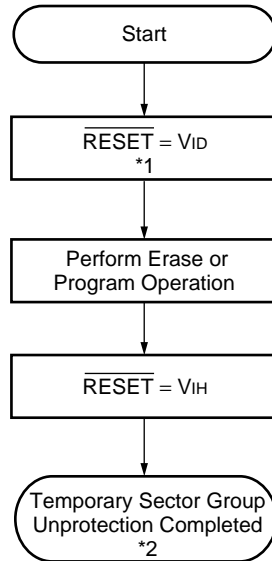 Start
RESET = VID
*1
Perform Erase or
Program Operation
RESET = VIH
Temporary Sector Group
Unprotection Completed
*2